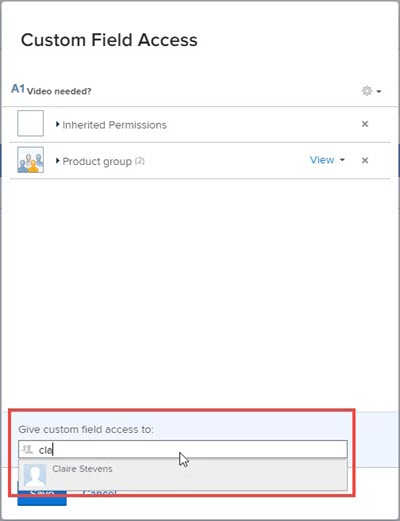 Custom Field Access
A1 Video needed?
Inherited Permissions
Product group (2) View
Give custom field access to:
cla
Claire Stevens
Save Cancel